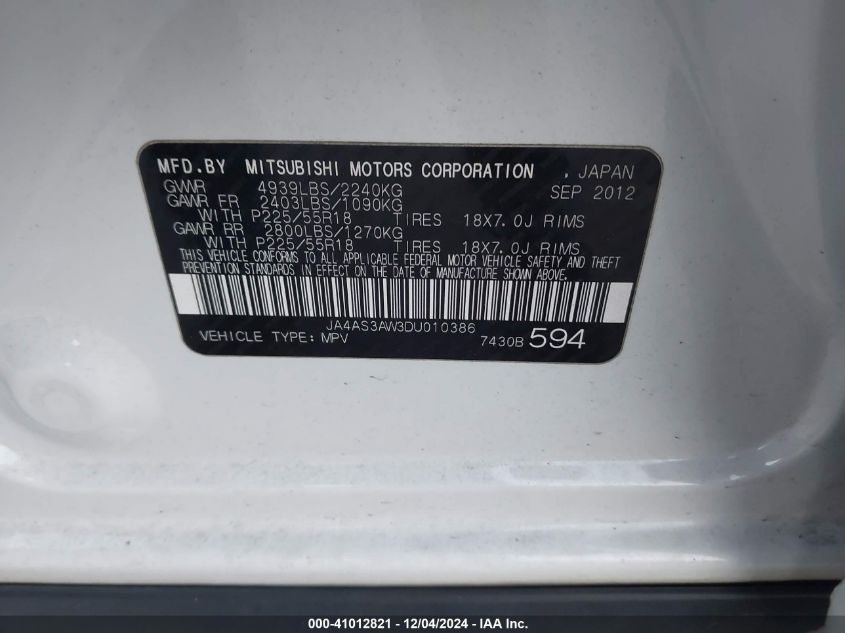 MFD.BY MITSUBISHI MOTORS CORPORATION , JAPAN
GVWR 4939LBS/2240KG SEP 2012
GAWR FR 2403LBS/1090KG
WITH P225/55R18 TIRES 18X7.0J RIMS
GAWR RR 2800LBS/1270KG
WITH P225/55R18 TIRES 18X7.0J RIMS
THIS VEHICLE CONFORMS TO ALL APPLICABLE FEDERAL MOTOR VEHICLE SAFETY AND THEFT
PREVENTION STANDARDS IN EFFECT ON THE DATE OF MANUFACTURE SHOWN ABOVE.
JA4AS3AW3DU010386
VEHICLE TYPE: MPV 7430B 594
000-41012821 - 12/04/2024 - IAA Inc.